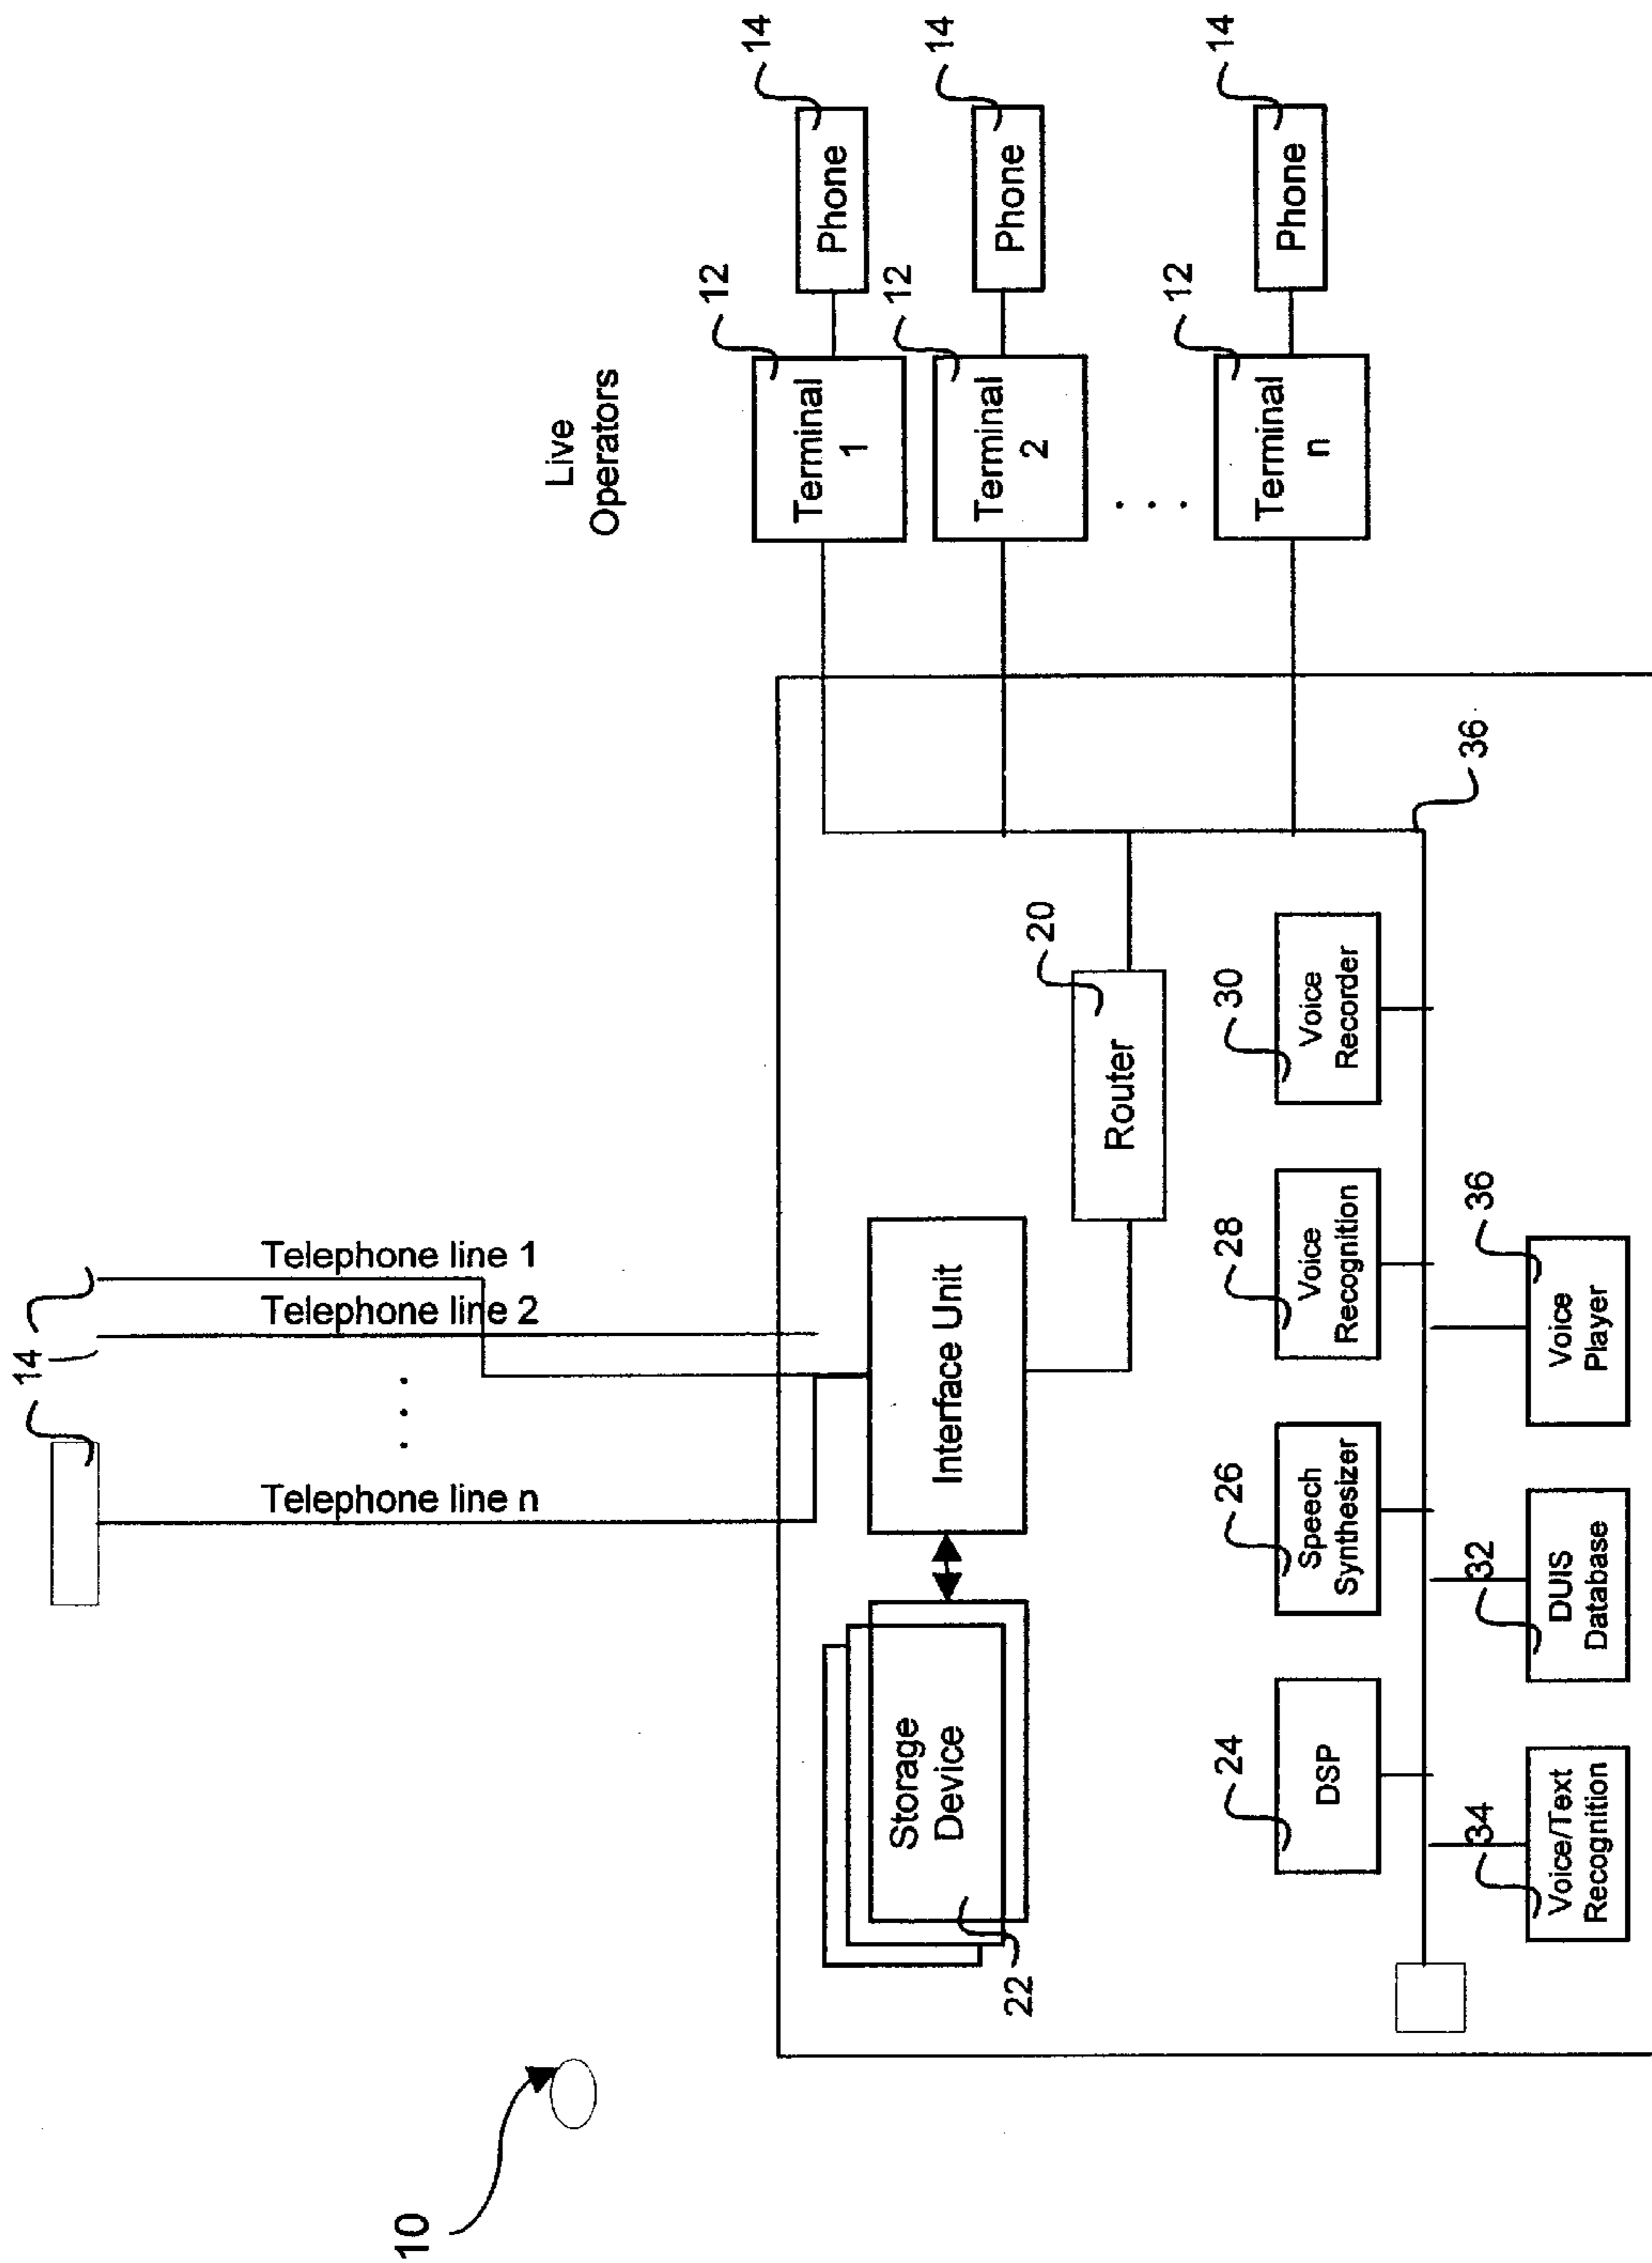 10
14
Telephone line n
. . .
Telephone line 2
Telephone line 1
Live
Operators
Storage
Device
22
Interface Unit
Router
20
Terminal
1
12
Phone
14
Terminal
2
12
Phone
14
. . .
Terminal
n
12
Phone
14
24
DSP
26
Speech
Synthesizer
28
Voice
Recognition
30
Voice
Recorder
36
34
Voice/Text
Recognition
32
DUIS
Database
36
Voice
Player